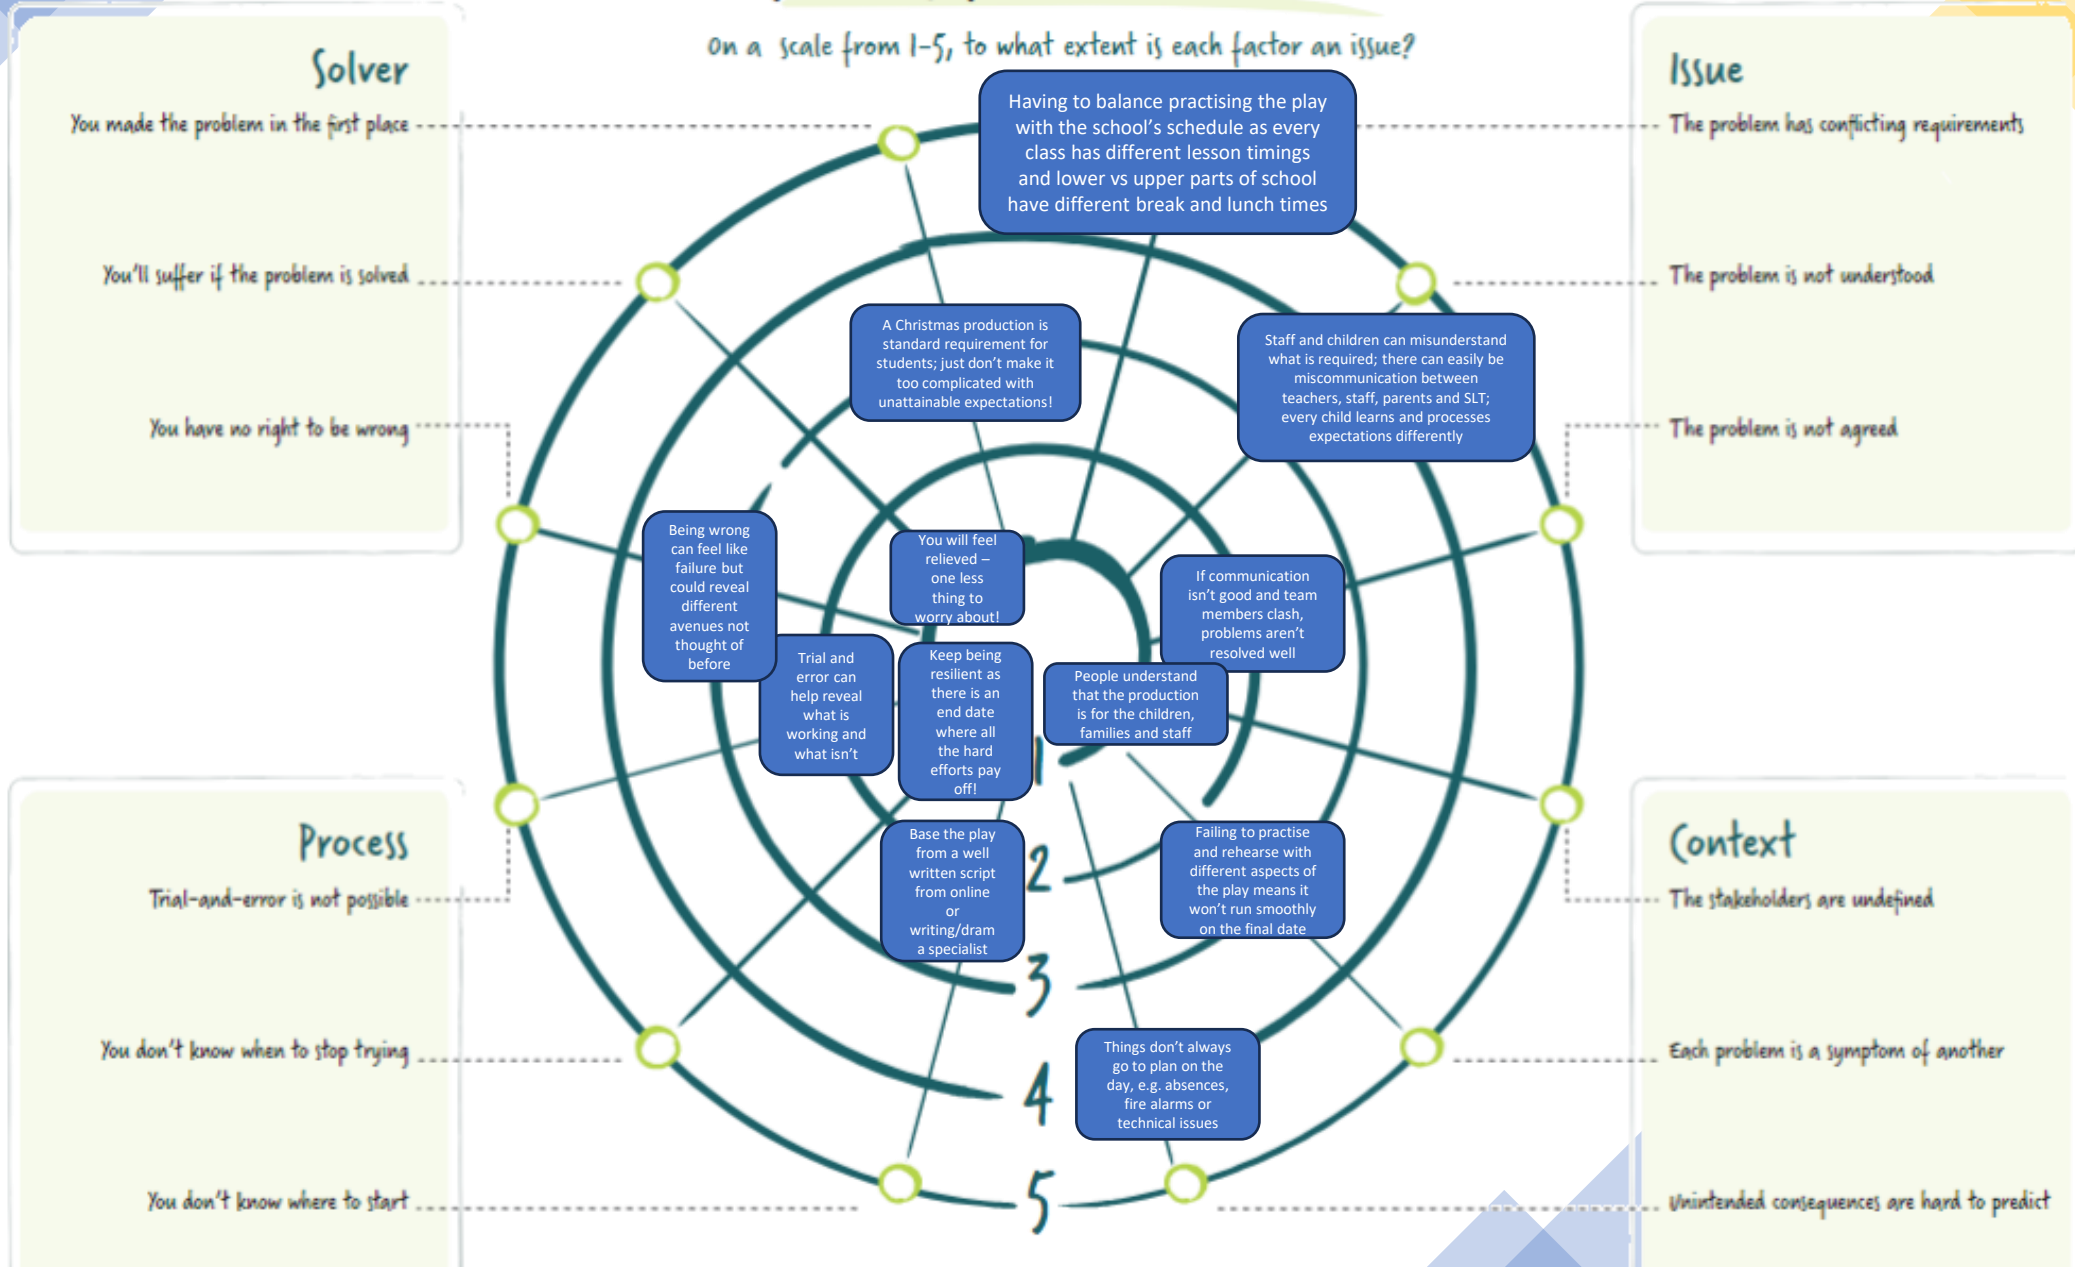 On a scale from 1-5, to what extent is each factor an issue?
Solver
You made the problem in the first place
You'll suffer if the problem is solved
You have no right to be wrong
Issue
The problem has conflicting requirements
The problem is not understood
The problem is not agreed
Having to balance practising the play
with the school's schedule as every
class has different lesson timings
and lower vs upper parts of school
have different break and lunch times
A Christmas production is
standard requirement for
students; just don't make it
too complicated with
unattainable expectations!
Staff and children can misunderstand
what is required; there can easily be
miscommunication between
teachers, staff, parents and SLT;
every child learns and processes
expectations differently
Being wrong
can feel like
failure but
could reveal
different
avenues not
thought of
before
You will feel
relieved –
one less
thing to
worry about!
If communication
isn't good and team
members clash,
problems aren't
resolved well
Trial and
error can
help reveal
what is
working and
what isn't
Keep being
resilient as
there is an
end date
where all
the hard
efforts pay
off!
People understand
that the production
is for the children,
families and staff
Base the play
from a well
written script
from online
or
writing/dram
a specialist
Failing to practise
and rehearse with
different aspects of
the play means it
won't run smoothly
on the final date
Things don't always
go to plan on the
day, e.g. absences,
fire alarms or
technical issues
1
2
3
4
5
Process
Trial-and-error is not possible
You don't know when to stop trying
You don't know where to start
Context
The stakeholders are undefined
Each problem is a symptom of another
Unintended consequences are hard to predict